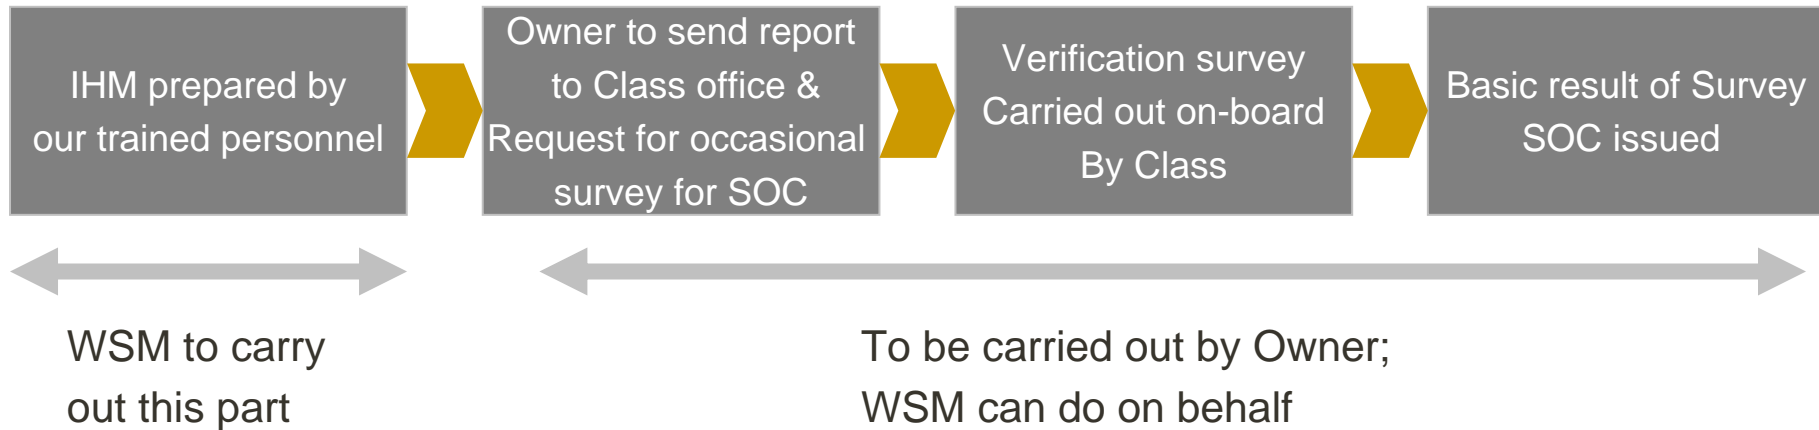 IHM prepared by
our trained personnel
Owner to send report
to Class office &
Request for occasional
survey for SOC
Verification survey
Carried out on-board
By Class
Basic result of Survey
SOC issued
WSM to carry
out this part
To be carried out by Owner;
WSM can do on behalf